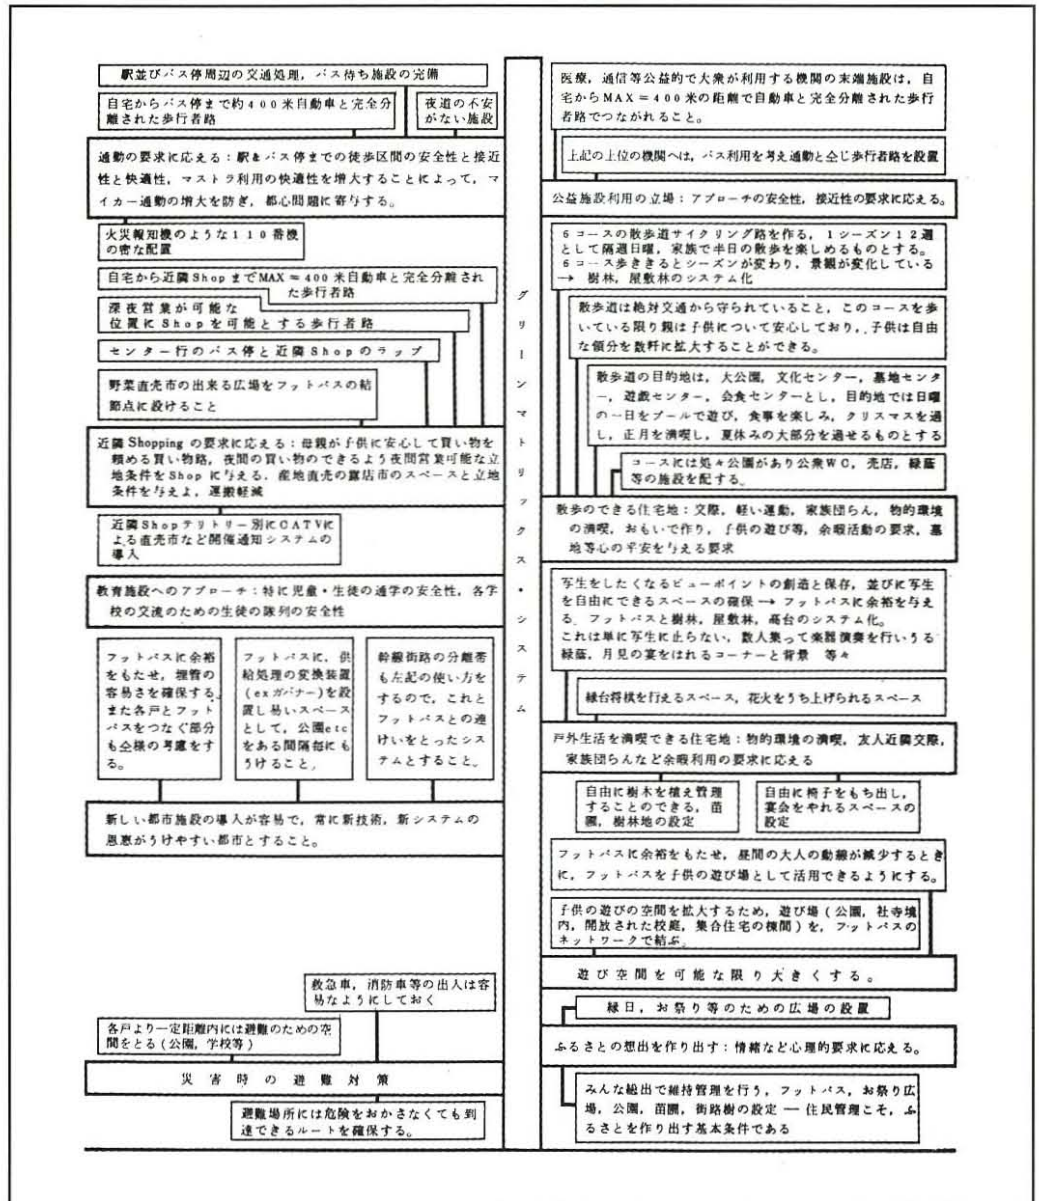 駅並びバス停周辺の交通処理，バス待ち施設の完備
自宅からバス停まで約400米自動車と完全分
離された歩行者路
夜道の不安
がない施設
通勤の要求に応える：駅&バス停までの徒歩区間の安全性と接近
性と快適性，マストラ利用の快適性を増大することによって，マ
イカー通勤の増大を防ぎ，都心問題に寄与する。
火災報知機のような110番機
の密な配置
自宅から近隣ShopまでMAX＝400米自動車と完全分離され
た歩行者路
深夜営業が可能な
位置にShopを可能とする歩行者路
センター行のバス停と近隣Shopのラップ
野菜直売市の出来る広場をフットパスの結
節点に設けること
近隣Shoppingの要求に応える：母親が子供に安心して買い物を
頼める買い物路，夜間の買い物のできるよう夜間営業可能な立
地条件をShopに与える，産地直売の露店市のスペースと立地
条件を与えよ，運搬軽減
近隣Shopテリトリー別にCATVに
よる直売市など開催通知システムの
導入
教育施設へのアプローチ：特に児童・生徒の通学の安全性，各学
校の交流のための生徒の隊列の安全性
フットパスに余裕
をもたせ，埋管の
容易さを確保する。
また各戸とフット
パスをつなぐ部分
も仝様の考慮をす
る。
フットパスに，供
給処理の変換装置
(exガバナー)を設
置し易いスペース
として，公園etc
をある間隔毎にも
うけること。
幹線街路の分離帯
も左記の使い方を
するので，これと
フットパスとの連
けいをとったシス
テムとすること。
新しい都市施設の導入が容易で，常に新技術，新システムの
恩恵がうけやすい都市とすること。
救急車，消防車等の出入は容
易なようにしておく
各戸より一定距離内には避難のための空
間をとる(公園，学校等)
災害時の避難対策
避難場所には危険をおかさなくても到
達できるルートを確保する。
グリーンマトリックス・システム
医療，通信等公益的で大衆が利用する機関の末端施設は，自
宅からMAX＝400米の距離で自動車と完全分離された歩行
者路でつながれること。
上記の上位の機関へは，バス利用を考え通勤と仝じ歩行者路を設置
公益施設利用の立場：アプローチの安全性，接近性の要求に応える。
6コースの散歩道サイクリング路を作る，1シーズン12週
として隔週日曜，家族で半日の散歩を楽しめるものとする。
6コース歩ききるとシーズンが変わり，景観が変化している
→ 樹林，屋敷林のシステム化
散歩道は絶対交通から守られていること，このコースを歩
いている限り親は子供について安心しており，子供は自由
な領分を数粁に拡大することができる。
散歩道の目的地は，大公園，文化センター，墓地センタ
ー，遊戯センター，会食センターとし，目的地では日曜
の一日をプールで遊び，食事を楽しみ，クリスマスを過
し，正月を満喫し，夏休みの大部分を過せるものとする
コースには処々公園があり公衆WC，売店，緑蔭
等の施設を配する。
散歩のできる住宅地：交際，軽い運動，家族団らん，物的環境
の満喫，おもいで作り，子供の遊び等，余暇活動の要求，墓
地等心の平安を与える要求
写生をしたくなるビューポイントの創造と保存，並びに写生
を自由にできるスペースの確保 → フットパスに余裕を与え
る．フットパスと樹林，屋敷林，高台のシステム化。
これは単に写生に止らない，数人集って楽器演奏を行いうる
緑蔭，月見の宴をはれるコーナーと背景 等々
縁台将棋を行えるスペース，花火をうち上げられるスペース
戸外生活を満喫できる住宅地：物的環境の満喫，友人近隣交際，
家族団らんなど余暇利用の要求に応える
自由に樹木を植え管理
することのできる，苗
圃，樹林地の設定
自由に椅子をもち出し，
宴会をやれるスペースの
設定
フットパスに余裕をもたせ，昼間の大人の動線が減少するとき
に，フットパスを子供の遊び場として活用できるようにする。
子供の遊びの空間を拡大するため，遊び場(公園，社寺境
内，開放された校庭，集合住宅の棟間)を，フットパスの
ネットワークで結ぶ。
遊び空間を可能な限り大きくする。
縁日，お祭り等のための広場の設置
ふるさとの想出を作り出す：情緒など心理的要求に応える。
みんな総出で維持管理を行う，フットパス，お祭り広
場，公園，苗圃，街路樹の設定 ― 住民管理こそ，ふ
るさとを作り出す基本条件である